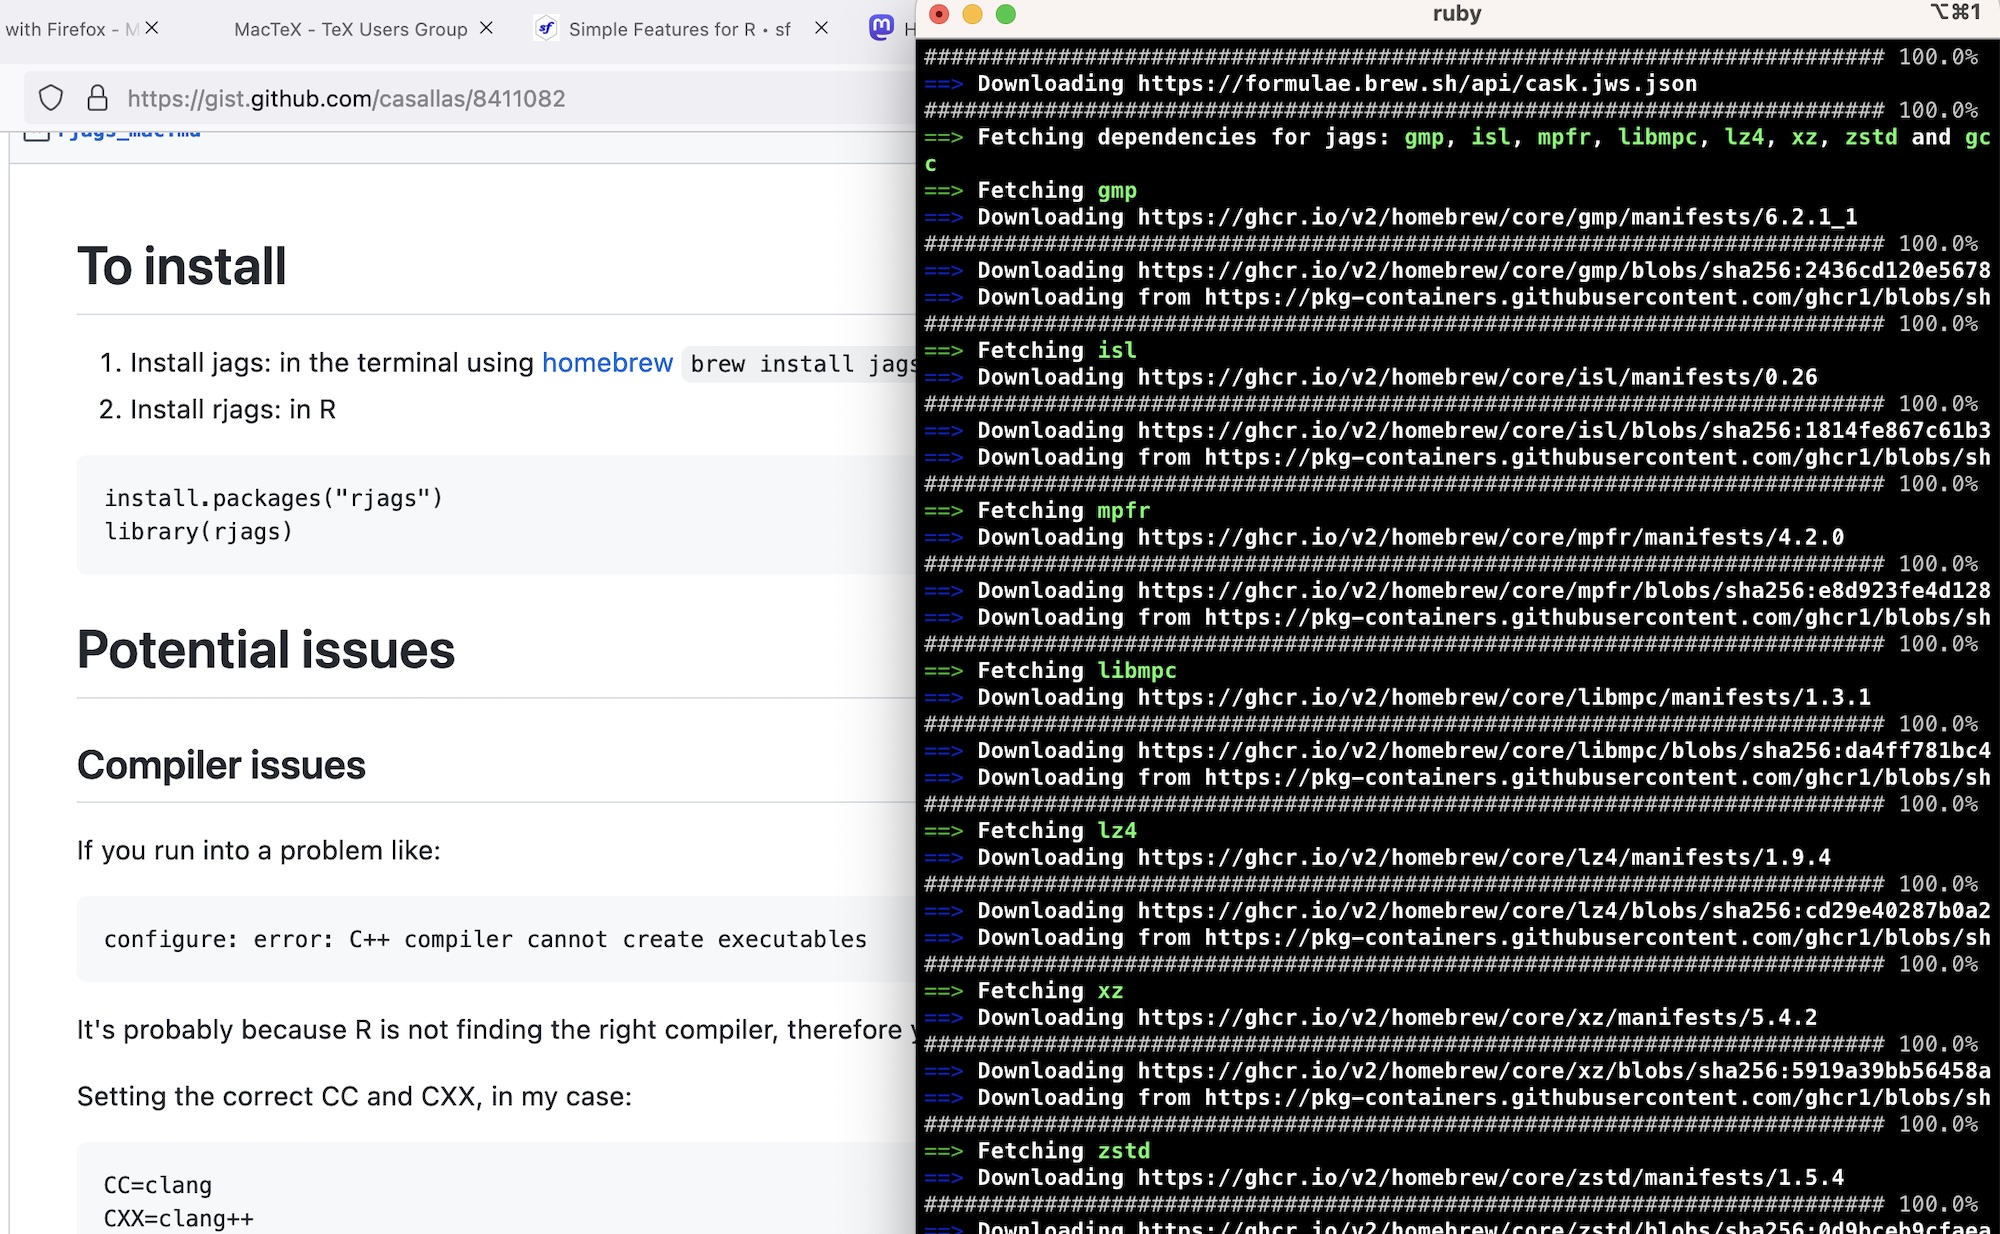 with Firefox - M
MacTeX - TeX Users Group
sf
Simple Features for R • sf
H
https://gist.github.com/casallas/8411082
rjags_mac.md
To install
1. Install jags: in the terminal using homebrew brew install jags
2. Install rjags: in R
install.packages("rjags")
library(rjags)
Potential issues
Compiler issues
If you run into a problem like:
configure: error: C++ compiler cannot create executables
It's probably because R is not finding the right compiler, therefore y
Setting the correct CC and CXX, in my case:
CC=clang
CXX=clang++
ruby
⌥⌘1
######################################################################## 100.0%
==> Downloading https://formulae.brew.sh/api/cask.jws.json
######################################################################## 100.0%
==> Fetching dependencies for jags: gmp, isl, mpfr, libmpc, lz4, xz, zstd and gc
c
==> Fetching gmp
==> Downloading https://ghcr.io/v2/homebrew/core/gmp/manifests/6.2.1_1
######################################################################## 100.0%
==> Downloading https://ghcr.io/v2/homebrew/core/gmp/blobs/sha256:2436cd120e5678
==> Downloading from https://pkg-containers.githubusercontent.com/ghcr1/blobs/sh
######################################################################## 100.0%
==> Fetching isl
==> Downloading https://ghcr.io/v2/homebrew/core/isl/manifests/0.26
######################################################################## 100.0%
==> Downloading https://ghcr.io/v2/homebrew/core/isl/blobs/sha256:1814fe867c61b3
==> Downloading from https://pkg-containers.githubusercontent.com/ghcr1/blobs/sh
######################################################################## 100.0%
==> Fetching mpfr
==> Downloading https://ghcr.io/v2/homebrew/core/mpfr/manifests/4.2.0
######################################################################## 100.0%
==> Downloading https://ghcr.io/v2/homebrew/core/mpfr/blobs/sha256:e8d923fe4d128
==> Downloading from https://pkg-containers.githubusercontent.com/ghcr1/blobs/sh
######################################################################## 100.0%
==> Fetching libmpc
==> Downloading https://ghcr.io/v2/homebrew/core/libmpc/manifests/1.3.1
######################################################################## 100.0%
==> Downloading https://ghcr.io/v2/homebrew/core/libmpc/blobs/sha256:da4ff781bc4
==> Downloading from https://pkg-containers.githubusercontent.com/ghcr1/blobs/sh
######################################################################## 100.0%
==> Fetching lz4
==> Downloading https://ghcr.io/v2/homebrew/core/lz4/manifests/1.9.4
######################################################################## 100.0%
==> Downloading https://ghcr.io/v2/homebrew/core/lz4/blobs/sha256:cd29e40287b0a2
==> Downloading from https://pkg-containers.githubusercontent.com/ghcr1/blobs/sh
######################################################################## 100.0%
==> Fetching xz
==> Downloading https://ghcr.io/v2/homebrew/core/xz/manifests/5.4.2
######################################################################## 100.0%
==> Downloading https://ghcr.io/v2/homebrew/core/xz/blobs/sha256:5919a39bb56458a
==> Downloading from https://pkg-containers.githubusercontent.com/ghcr1/blobs/sh
######################################################################## 100.0%
==> Fetching zstd
==> Downloading https://ghcr.io/v2/homebrew/core/zstd/manifests/1.5.4
######################################################################## 100.0%
==> Downloading https://ghcr.io/v2/homebrew/core/zstd/blobs/sha256:0d9bceb9cfaea